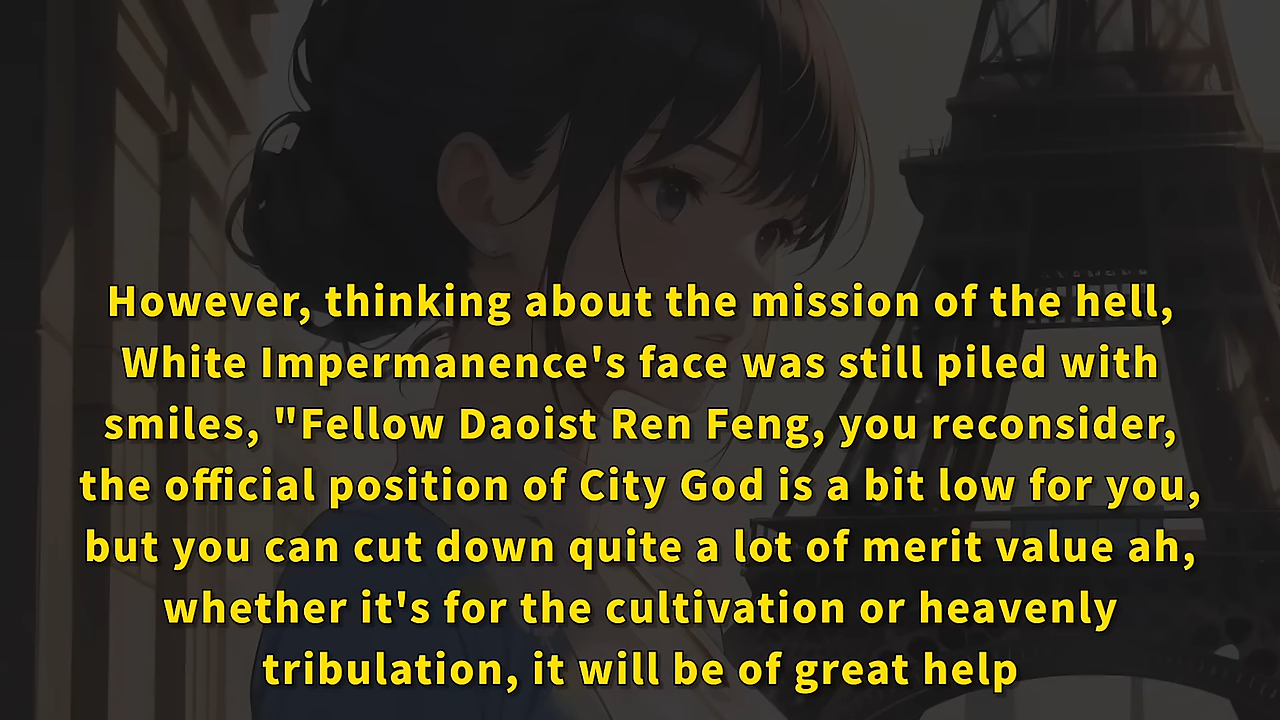 However, thinking about the mission of the hell,
White Impermanence's face was still piled with
smiles, "Fellow Daoist Ren Feng, you reconsider,
the official position of City God is a bit low for you,
but you can cut down quite a lot of merit value ah,
whether it's for the cultivation or heavenly
tribulation, it will be of great help